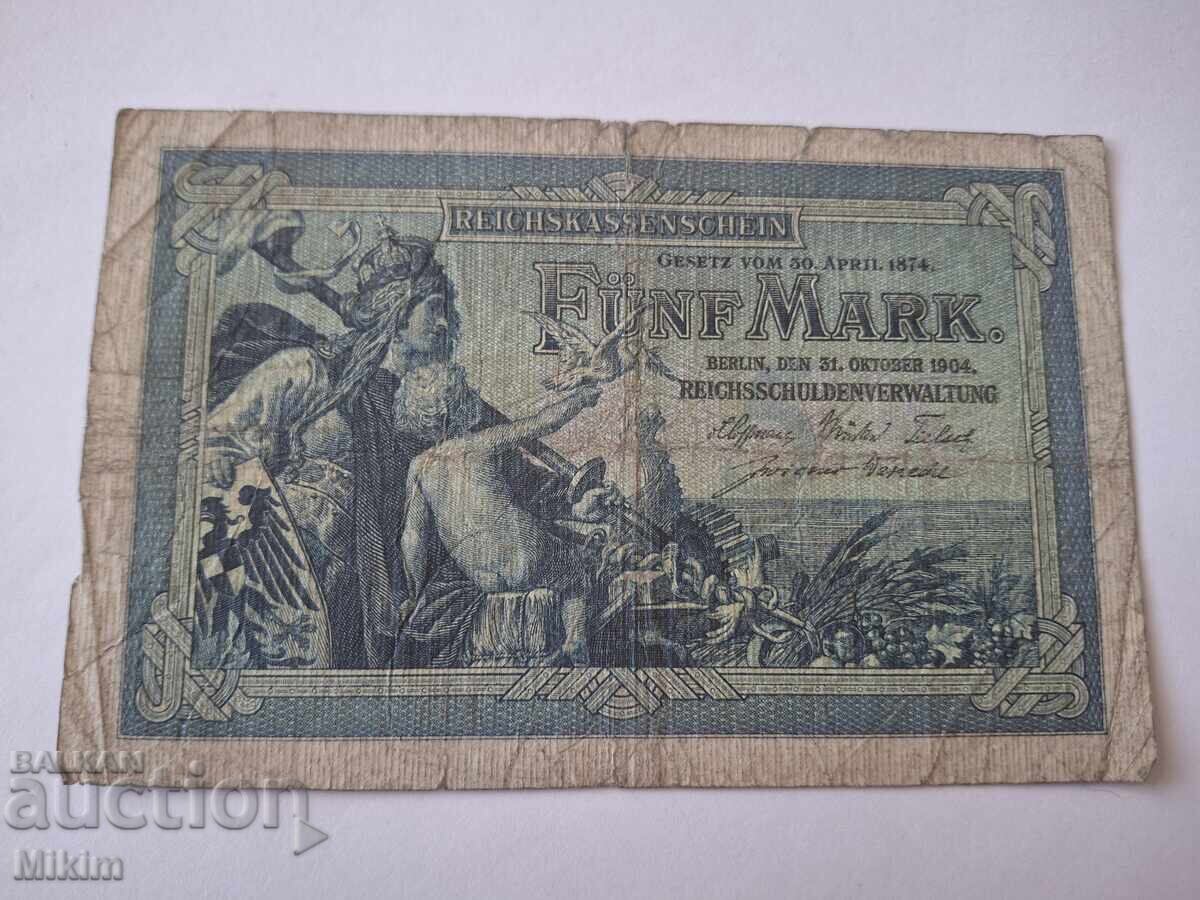 REICHSKASSENSCHEIN
GESETZ VOM 30. APRIL 1874.
FÜNF MARK.
BERLIN, DEN 31. OKTOBER 1904.
REICHSSCHULDENVERWALTUNG
BALKAN
auction
Mikim